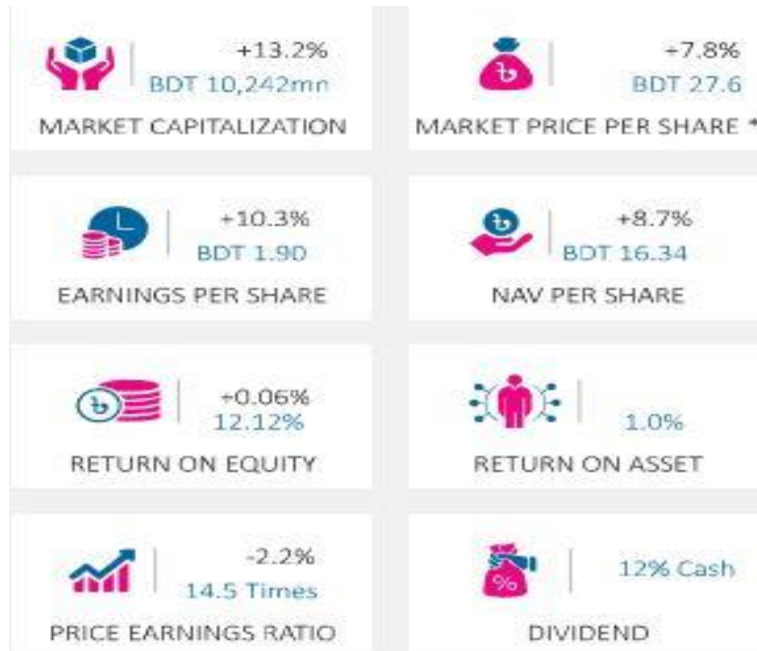 +13.2%
BDT 10,242mn
MARKET CAPITALIZATION
৳
+7.8%
BDT 27.6
MARKET PRICE PER SHARE *
+10.3%
BDT 1.90
EARNINGS PER SHARE
৳
+8.7%
BDT 16.34
NAV PER SHARE
৳
+0.06%
12.12%
RETURN ON EQUITY
1.0%
RETURN ON ASSET
-2.2%
14.5 Times
PRICE EARNINGS RATIO
%
12% Cash
DIVIDEND